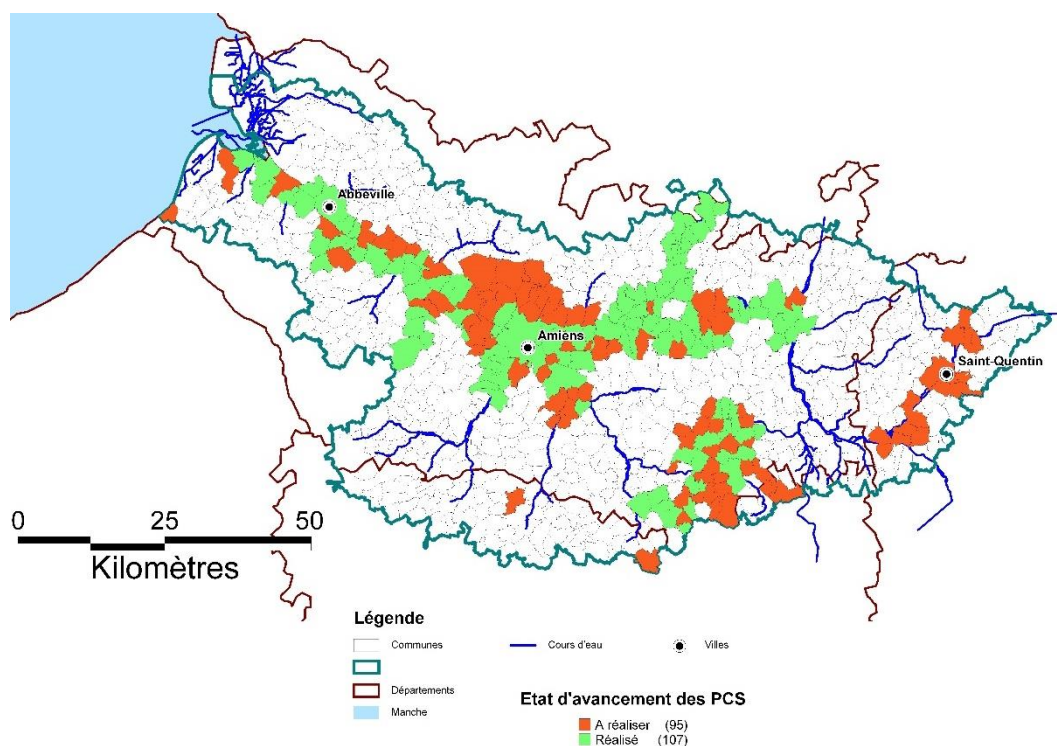 Abbeville
Amiens
Saint-Quentin
0 25 50
Kilomètres
Légende
Communes Cours d'eau Villes
Départements
Manche
Etat d'avancement des PCS
A réaliser (95)
Réalisé (107)